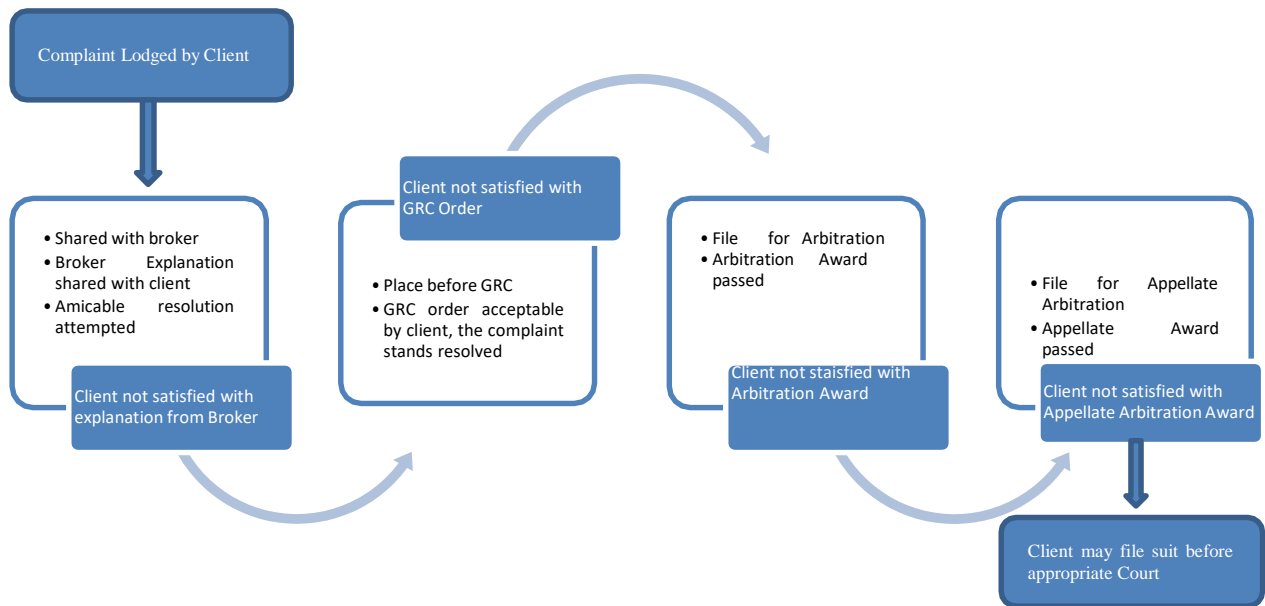 Complaint Lodged by Client
• Shared with broker
• Broker Explanation
shared with client
• Amicable resolution
attempted
Client not satisfied with
explanation from Broker
Client not satisfied with
GRC Order
• Place before GRC
• GRC order acceptable
by client, the complaint
stands resolved
• File for Arbitration
• Arbitration Award
passed
Client not staisfied with
Arbitration Award
• File for Appellate
Arbitration
• Appellate Award
passed
Client not satisfied with
Appellate Arbitration Award
Client may file suit before
appropriate Court